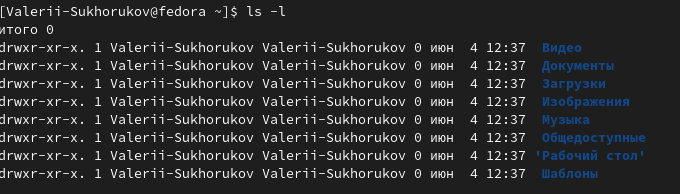 [Valerii-Sukhorukov@fedora ~]$ ls -l
итого 0
drwxr-xr-x. 1 Valerii-Sukhorukov Valerii-Sukhorukov 0 июн  4 12:37  Видео
drwxr-xr-x. 1 Valerii-Sukhorukov Valerii-Sukhorukov 0 июн  4 12:37  Документы
drwxr-xr-x. 1 Valerii-Sukhorukov Valerii-Sukhorukov 0 июн  4 12:37  Загрузки
drwxr-xr-x. 1 Valerii-Sukhorukov Valerii-Sukhorukov 0 июн  4 12:37  Изображения
drwxr-xr-x. 1 Valerii-Sukhorukov Valerii-Sukhorukov 0 июн  4 12:37  Музыка
drwxr-xr-x. 1 Valerii-Sukhorukov Valerii-Sukhorukov 0 июн  4 12:37  Общедоступные
drwxr-xr-x. 1 Valerii-Sukhorukov Valerii-Sukhorukov 0 июн  4 12:37 'Рабочий стол'
drwxr-xr-x. 1 Valerii-Sukhorukov Valerii-Sukhorukov 0 июн  4 12:37  Шаблоны